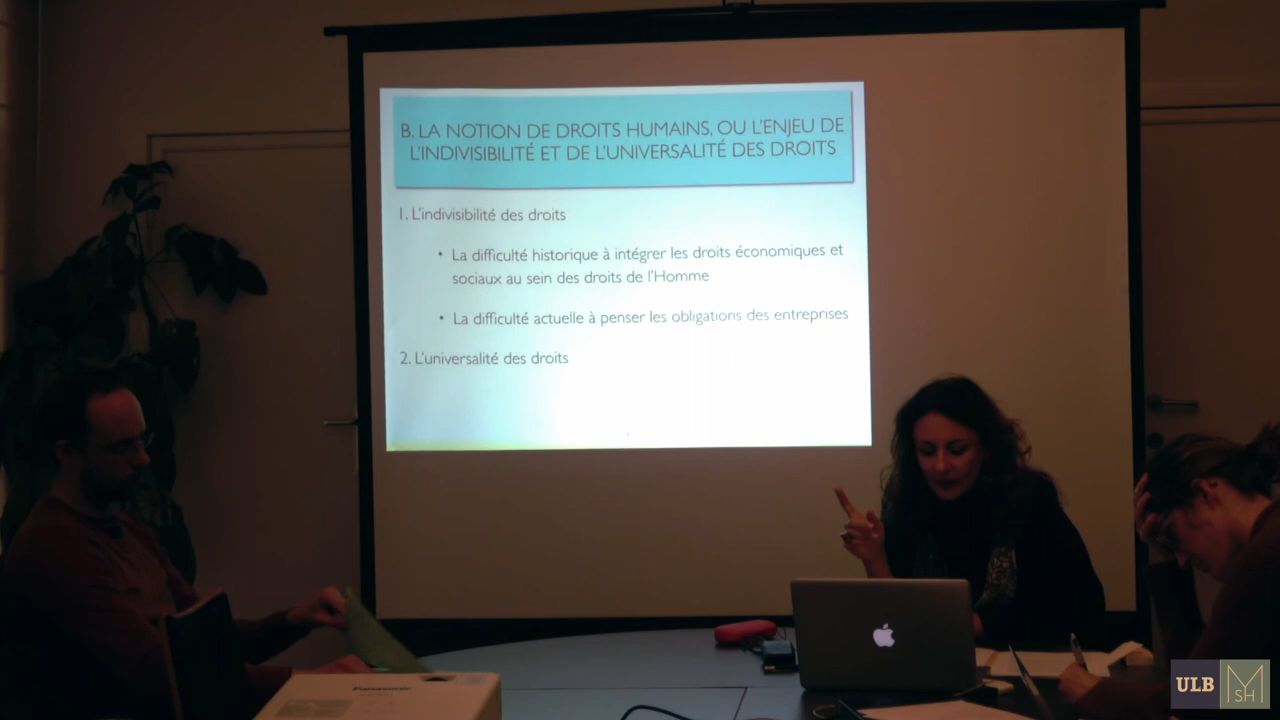 B. LA NOTION DE DROITS HUMAINS, OU L'ENJEU DE
L'INDIVISIBILITÉ ET DE L'UNIVERSALITÉ DES DROITS
1. L'indivisibilité des droits
• La difficulté historique à intégrer les droits économiques et
sociaux au sein des droits de l'Homme
• La difficulté actuelle à penser les obligations des entreprises
2. L'universalité des droits
Panasonic
ULB
MSH